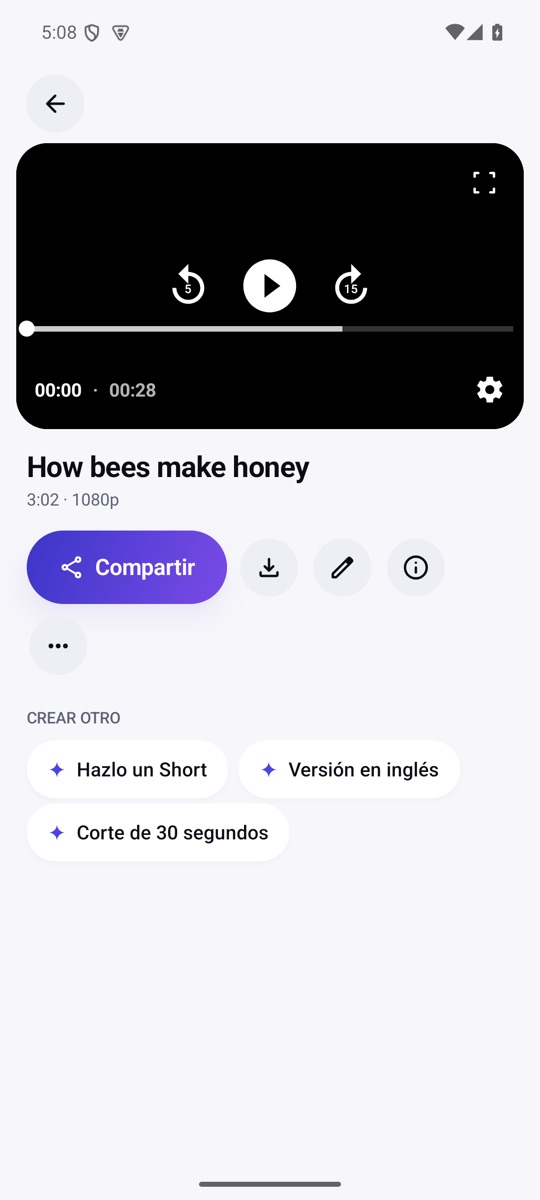 5:08
5
15
00:00 · 00:28
How bees make honey
3:02 · 1080p
Compartir
CREAR OTRO
Hazlo un Short
Versión en inglés
Corte de 30 segundos